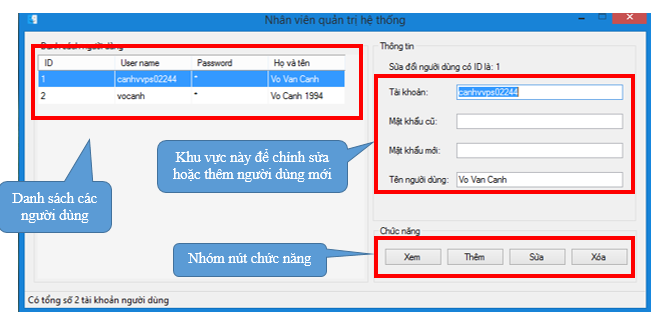 Nhân viên quản trị hệ thống
Danh sách người dùng
ID User name Password Họ và tên
1 canhvvps02244 * Vo Van Canh
2 vocanh * Vo Canh 1994
Danh sách các
người dùng
Khu vực này để chỉnh sửa
hoặc thêm người dùng mới
Nhóm nút chức năng
Thông tin
Sửa đổi người dùng có ID là: 1
Tài khoản: canhvvps02244
Mật khẩu cũ:
Mật khẩu mới:
Tên người dùng: Vo Van Canh
Chức năng
Xem Thêm Sửa Xóa
Có tổng số 2 tài khoản người dùng